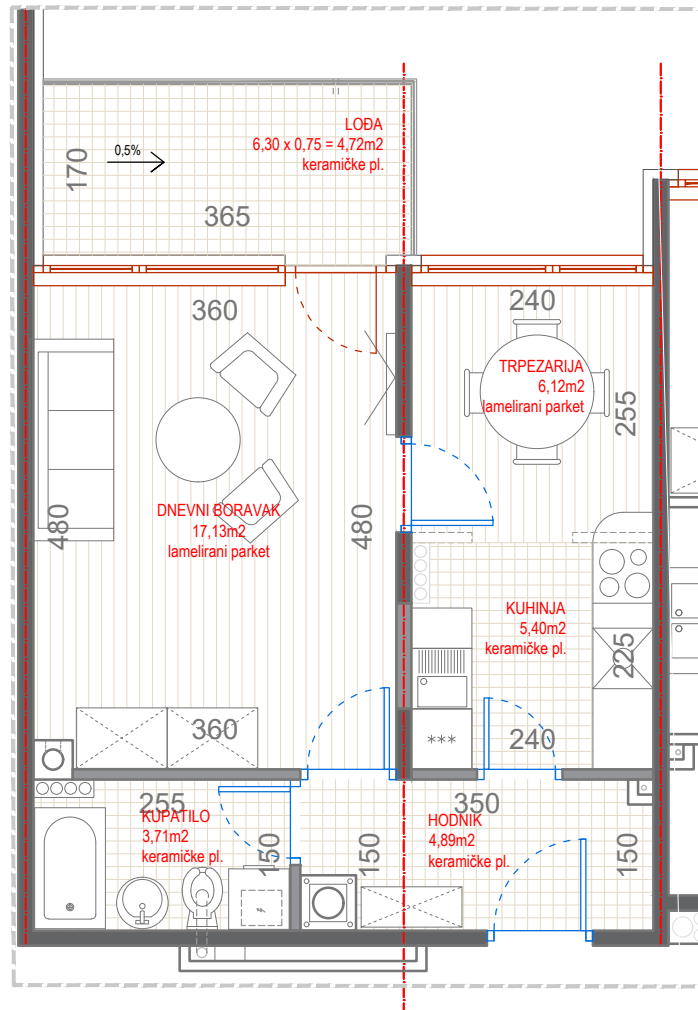 LOĐA
6,30 x 0,75 = 4,72m2
keramičke pl.
0,5%
170
365
360
240
TRPEZARIJA
6,12m2
lamelirani parket
255
480
DNEVNI BORAVAK
17,13m2
lamelirani parket
480
KUHINJA
5,40m2
keramičke pl.
225
360
***
240
255
KUPATILO
3,71m2
keramičke pl.
150
150
350
HODNIK
4,89m2
keramičke pl.
150